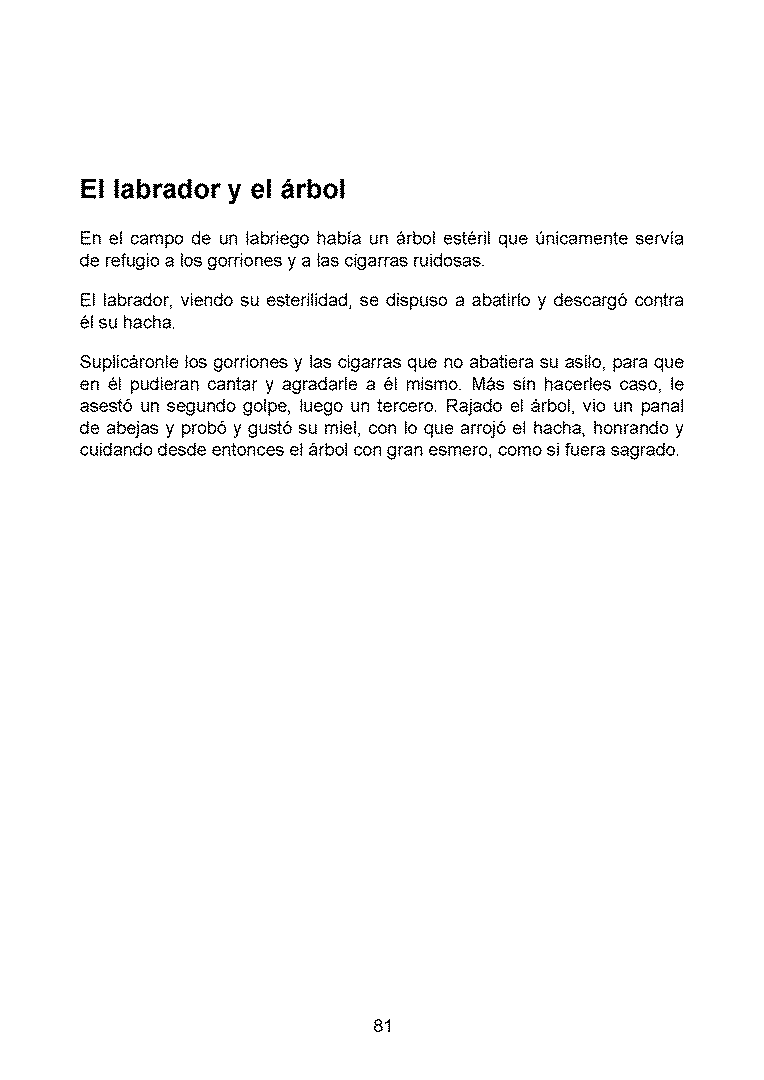 El labrador y el árbol
En el campo de un labriego había un árbol estéril que únicamente servía
de refugio a los gorriones y a las cigarras ruidosas.
El labrador, viendo su esterilidad, se dispuso a abatirlo y descargó contra
él su hacha.
Suplicáronle los gorriones y las cigarras que no abatiera su asilo, para que
en él pudieran cantar y agradarle a él mismo. Más sin hacerles caso, le
asestó un segundo golpe, luego un tercero. Rajado el árbol, vio un panal
de abejas y probó y gustó su miel, con lo que arrojó el hacha, honrando y
cuidando desde entonces el árbol con gran esmero, como si fuera sagrado.
81